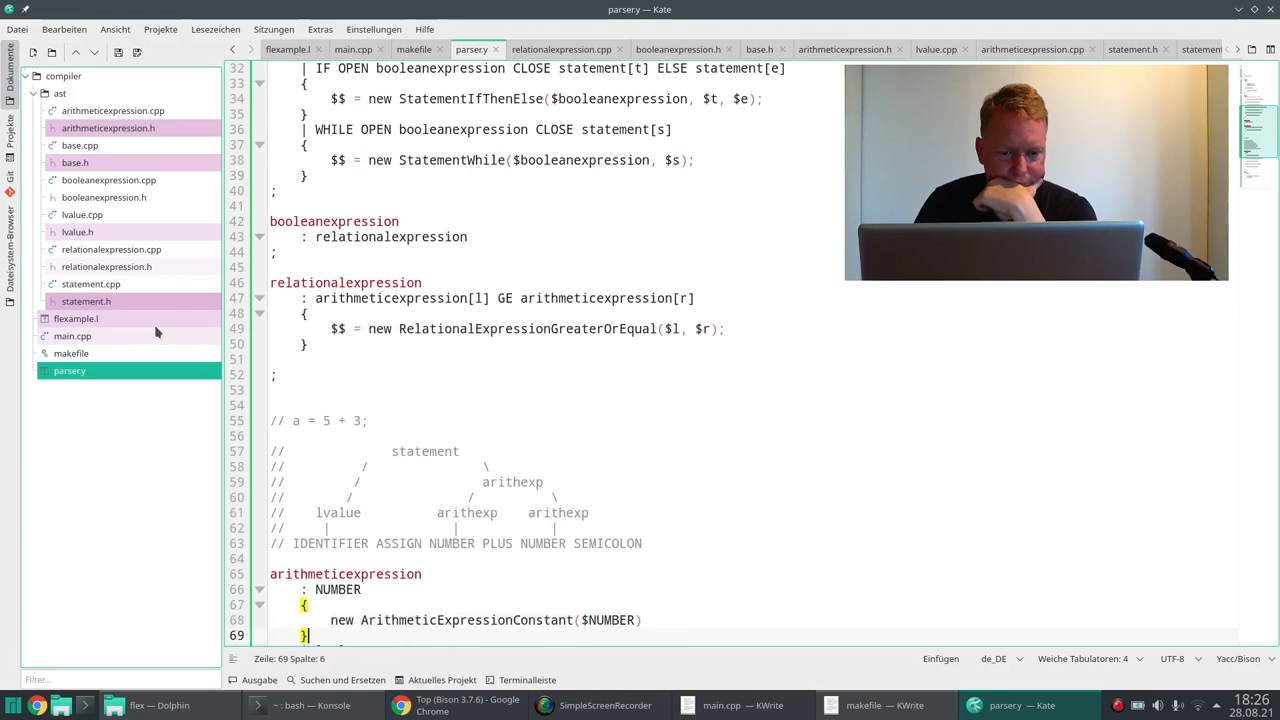 parser.y — Kate
Datei Bearbeiten Ansicht Projekte Lesezeichen Sitzungen Extras Fenster Hilfe
flexample.l main.cpp makefile parser.y relationalexpression.cpp booleanexpression.h base.h arithmeticexpression.h lvalue.cpp arithmeticexpression.cpp statement.h statement
Dokumente
Projekte
Git
Dateisystem-Browser
compiler
ast
arithmeticexpression.cpp
arithmeticexpression.h
base.cpp
base.h
booleanexpression.cpp
booleanexpression.h
lvalue.cpp
lvalue.h
relationalexpression.cpp
relationalexpression.h
statement.cpp
statement.h
flexample.l
main.cpp
makefile
parser.y
Filter...
32 | IF OPEN booleanexpression CLOSE statement[t] ELSE statement[e]
33 {
34 $$ = new StatementIfThenElse($booleanexpression, $t, $e);
35 }
36 | WHILE OPEN booleanexpression CLOSE statement[s]
37 {
38 $$ = new StatementWhile($booleanexpression, $s);
39 }
40 ;
41
42 booleanexpression
43 : relationalexpression
44 ;
45
46 relationalexpression
47 : arithmeticexpression[l] GE arithmeticexpression[r]
48 {
49 $$ = new RelationalExpressionGreaterOrEqual($l, $r);
50 }
51
52 ;
53
54
55 // a = 5 + 3;
56
57 // statement
58 // / \
59 // / arithexp
60 // / / \
61 // lvalue arithexp arithexp
62 // | | |
63 // IDENTIFIER ASSIGN NUMBER PLUS NUMBER SEMICOLON
64
65 arithmeticexpression
66 : NUMBER
67 {
68 new ArithmeticExpressionConstant($NUMBER)
69 }
Zeile: 69 Spalte: 6 Einfügen de_DE Weiche Tabulatoren: 4 UTF-8 Yacc/Bison
Ausgabe Suchen und Ersetzen Aktuelles Projekt Terminalleiste
flex — Dolphin
~ : bash — Konsole
Top (Bison 3.7.6) - Google Chrome
SimpleScreenRecorder
main.cpp — KWrite
makefile — KWrite
parser.y — Kate
18:26
28.08.21